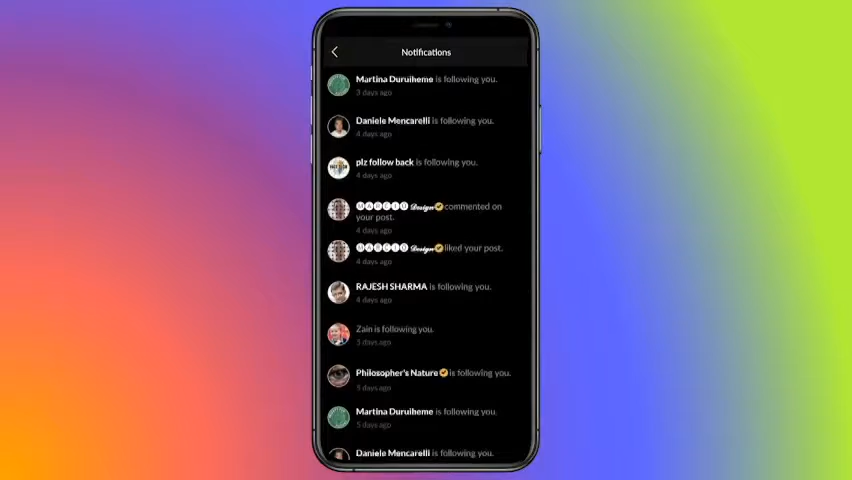 Notifications
Martina Duruiheme is following you.
3 days ago
Daniele Mencarelli is following you.
4 days ago
plz follow back is following you.
4 days ago
🅜🅐🅡🅒🅘🅞 𝓓𝓮𝓼𝓲𝓰𝓷 commented on
your post.
4 days ago
🅜🅐🅡🅒🅘🅞 𝓓𝓮𝓼𝓲𝓰𝓷 liked your post.
4 days ago
RAJESH SHARMA is following you.
4 days ago
Zain is following you.
5 days ago
Philosopher's Nature is following you.
5 days ago
Martina Duruiheme is following you.
5 days ago
Daniele Mencarelli is following you.